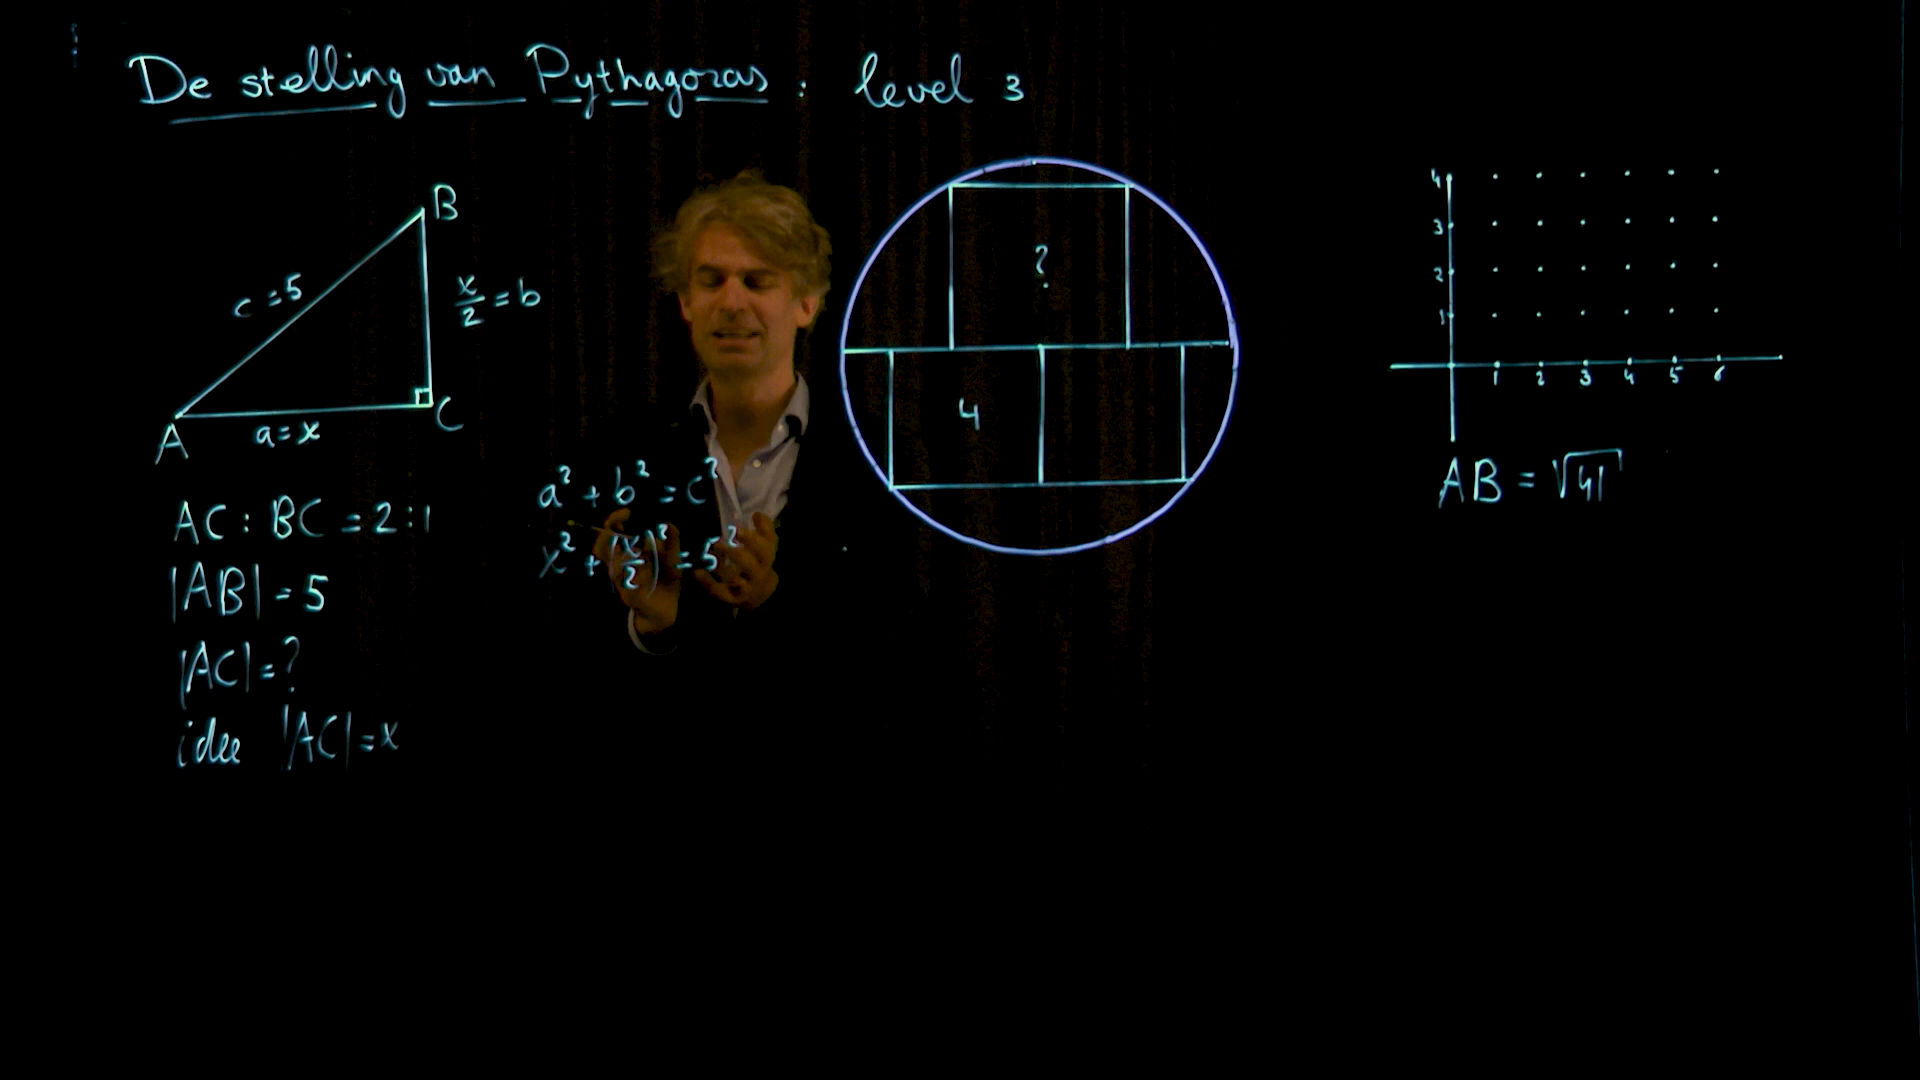 De stelling van Pythagoras : level 3
B
c = 5
x/2 = b
A
a = x
C
AC : BC = 2 : 1
|AB| = 5
|AC| = ?
idee |AC| = x
a² + b² = c²
x² + (x/2)² = 5²
?
4
4
3
2
1
1 2 3 4 5 6
AB = √41